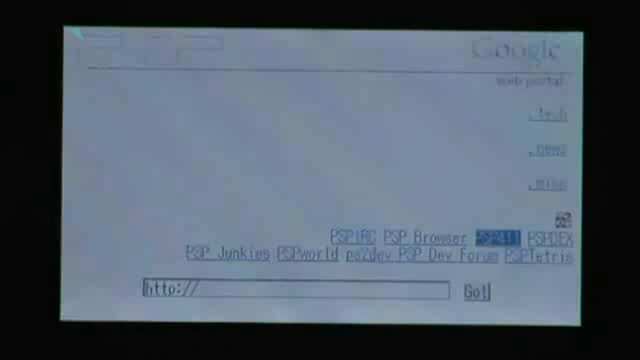 Google
web portal
.tech
.news
.misc
PSPIRC PSP Browser PSP411 PSPDEX
PSP Junkies PSPworld ps2dev PSP Dev Forum PSPTetris
http:// Go!